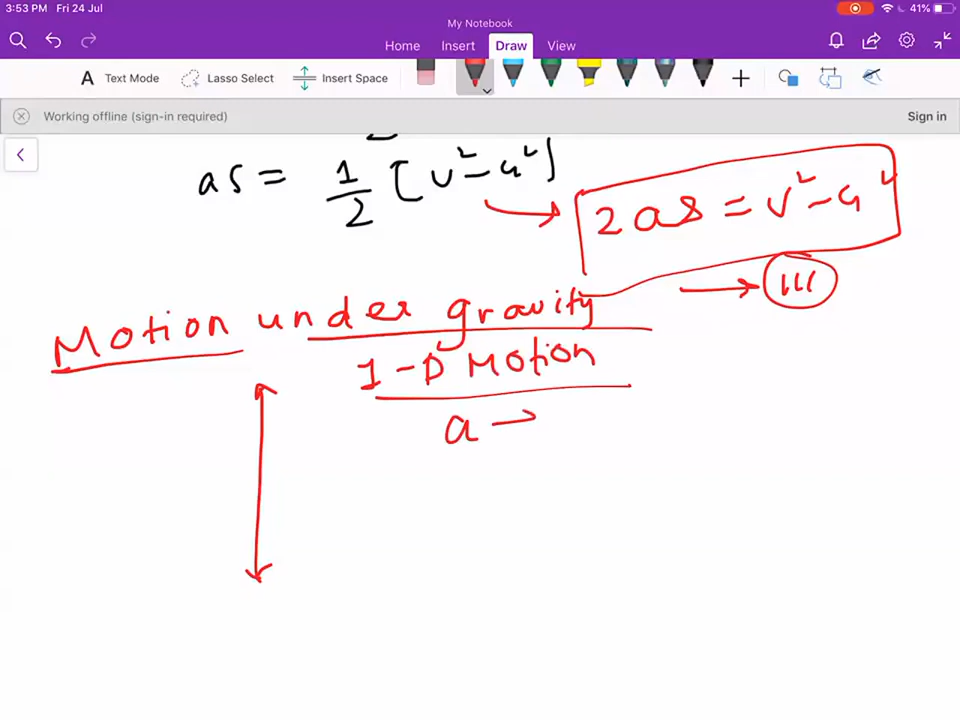 3:53 PM Fri 24 Jul
41%
My Notebook
Home Insert Draw View
A Text Mode Lasso Select Insert Space
Working offline (sign-in required) Sign in
as = 1/2 [v²-u²]
2as = v²-u²
III
Motion under gravity
1-D Motion
a →